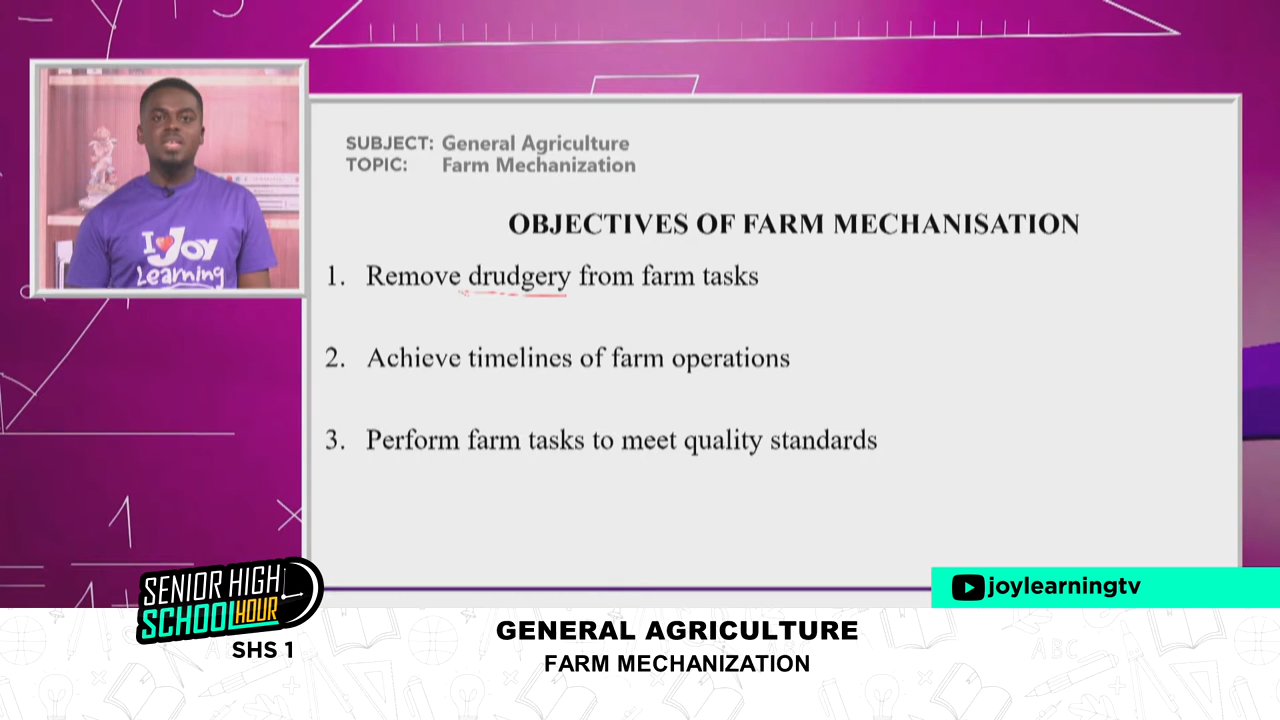 I Joy
Learning
SUBJECT: General Agriculture
TOPIC: Farm Mechanization
OBJECTIVES OF FARM MECHANISATION
1. Remove drudgery from farm tasks
2. Achieve timelines of farm operations
3. Perform farm tasks to meet quality standards
1
SENIOR HIGH
SCHOOL HOUR
SHS 1
joylearningtv
GENERAL AGRICULTURE
FARM MECHANIZATION
ABC